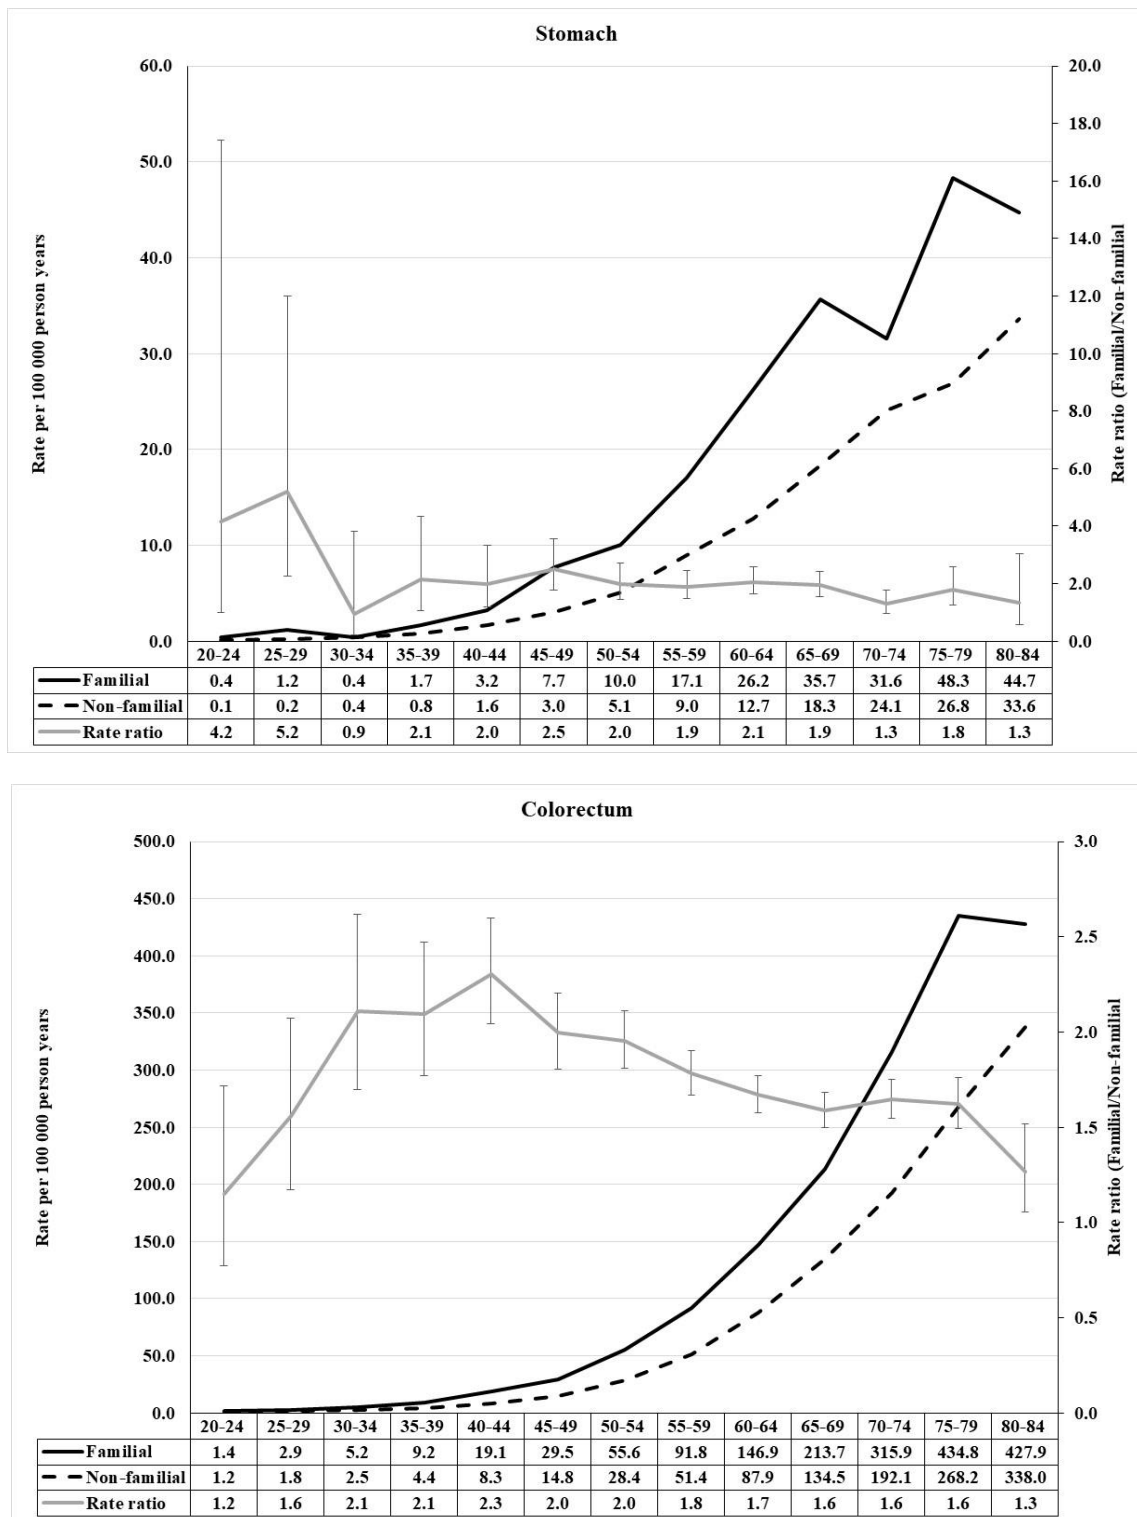 Stomach
Rate per 100 000 person years
60.0
50.0
40.0
30.0
20.0
10.0
0.0
20.0
18.0
16.0
14.0
12.0
10.0
8.0
6.0
4.0
2.0
0.0
Rate ratio (Familial/Non-familial
20-24 25-29 30-34 35-39 40-44 45-49 50-54 55-59 60-64 65-69 70-74 75-79 80-84
Familial 0.4 1.2 0.4 1.7 3.2 7.7 10.0 17.1 26.2 35.7 31.6 48.3 44.7
Non-familial 0.1 0.2 0.4 0.8 1.6 3.0 5.1 9.0 12.7 18.3 24.1 26.8 33.6
Rate ratio 4.2 5.2 0.9 2.1 2.0 2.5 2.0 1.9 2.1 1.9 1.3 1.8 1.3
Colorectum
Rate per 100 000 person years
500.0
450.0
400.0
350.0
300.0
250.0
200.0
150.0
100.0
50.0
0.0
3.0
2.5
2.0
1.5
1.0
0.5
0.0
Rate ratio (Familial/Non-familial
20-24 25-29 30-34 35-39 40-44 45-49 50-54 55-59 60-64 65-69 70-74 75-79 80-84
Familial 1.4 2.9 5.2 9.2 19.1 29.5 55.6 91.8 146.9 213.7 315.9 434.8 427.9
Non-familial 1.2 1.8 2.5 4.4 8.3 14.8 28.4 51.4 87.9 134.5 192.1 268.2 338.0
Rate ratio 1.2 1.6 2.1 2.1 2.3 2.0 2.0 1.8 1.7 1.6 1.6 1.6 1.3